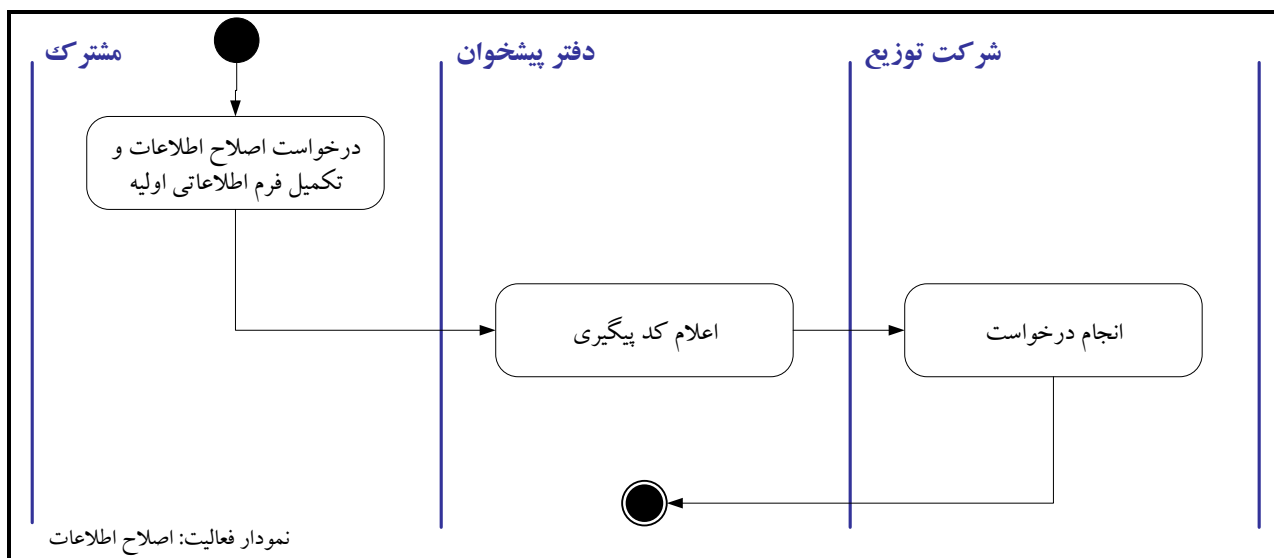 مشترک
دفتر پیشخوان
شرکت توزیع
درخواست اصلاح اطلاعات و
تکمیل فرم اطلاعاتی اولیه
اعلام کد پیگیری
انجام درخواست
نمودار فعالیت: اصلاح اطلاعات